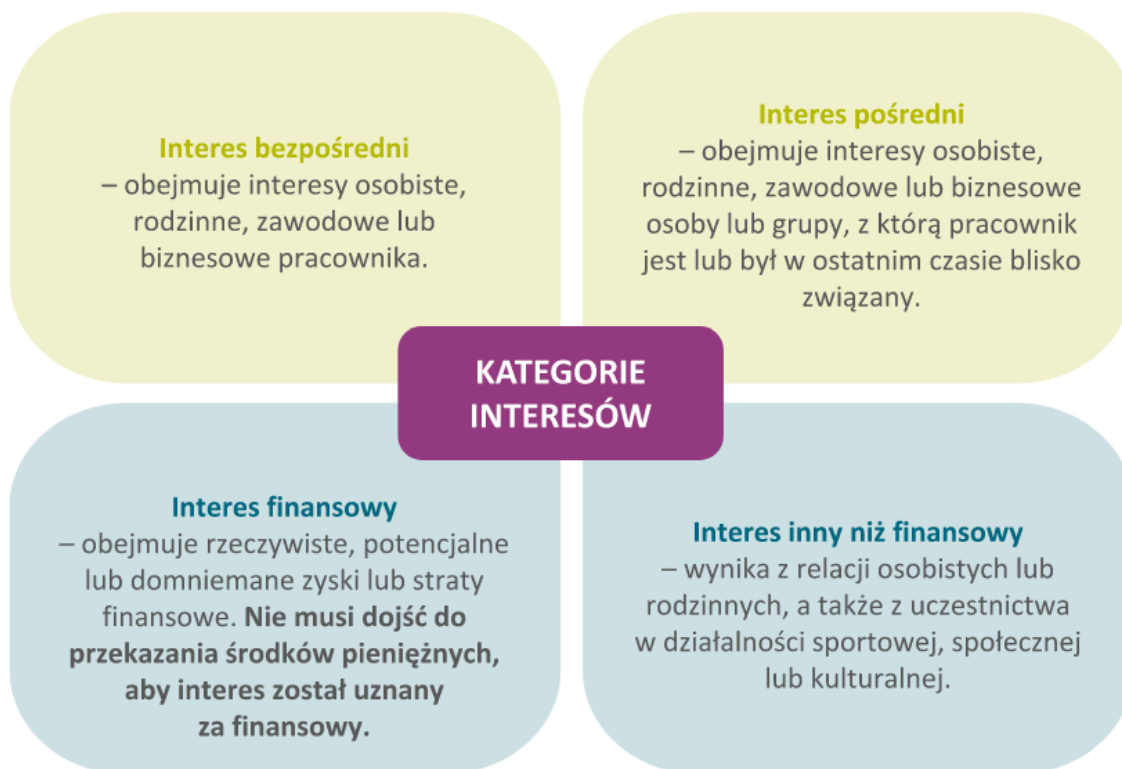 Interes bezpośredni
– obejmuje interesy osobiste,
rodzinne, zawodowe lub
biznesowe pracownika.
Interes pośredni
– obejmuje interesy osobiste,
rodzinne, zawodowe lub biznesowe
osoby lub grupy, z którą pracownik
jest lub był w ostatnim czasie blisko
związany.
KATEGORIE
INTERESÓW
Interes finansowy
– obejmuje rzeczywiste, potencjalne
lub domniemane zyski lub straty
finansowe. Nie musi dojść do
przekazania środków pieniężnych,
aby interes został uznany
za finansowy.
Interes inny niż finansowy
– wynika z relacji osobistych lub
rodzinnych, a także z uczestnictwa
w działalności sportowej, społecznej
lub kulturalnej.